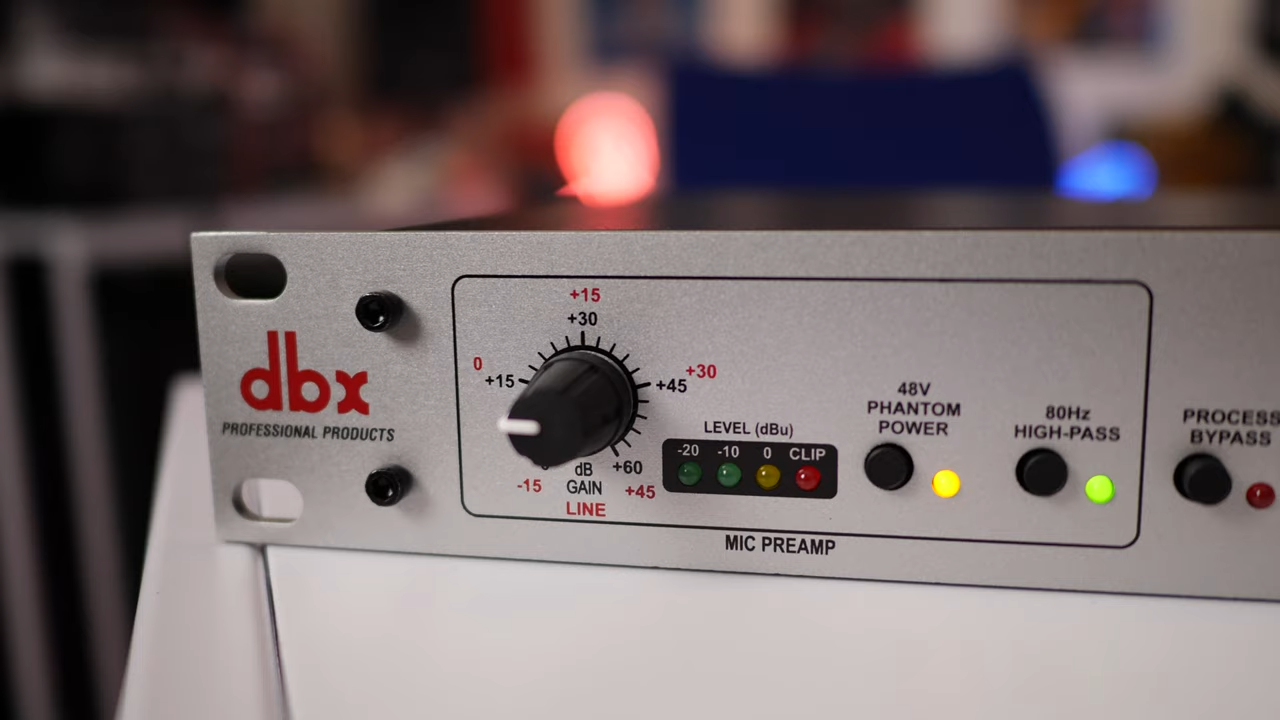 dbx
PROFESSIONAL PRODUCTS
+15
+30
0
+15
+30
+45
-15
+60
+45
dB
GAIN
LINE
LEVEL (dBu)
-20 -10 0 CLIP
48V
PHANTOM
POWER
80Hz
HIGH-PASS
PROCESS
BYPASS
MIC PREAMP